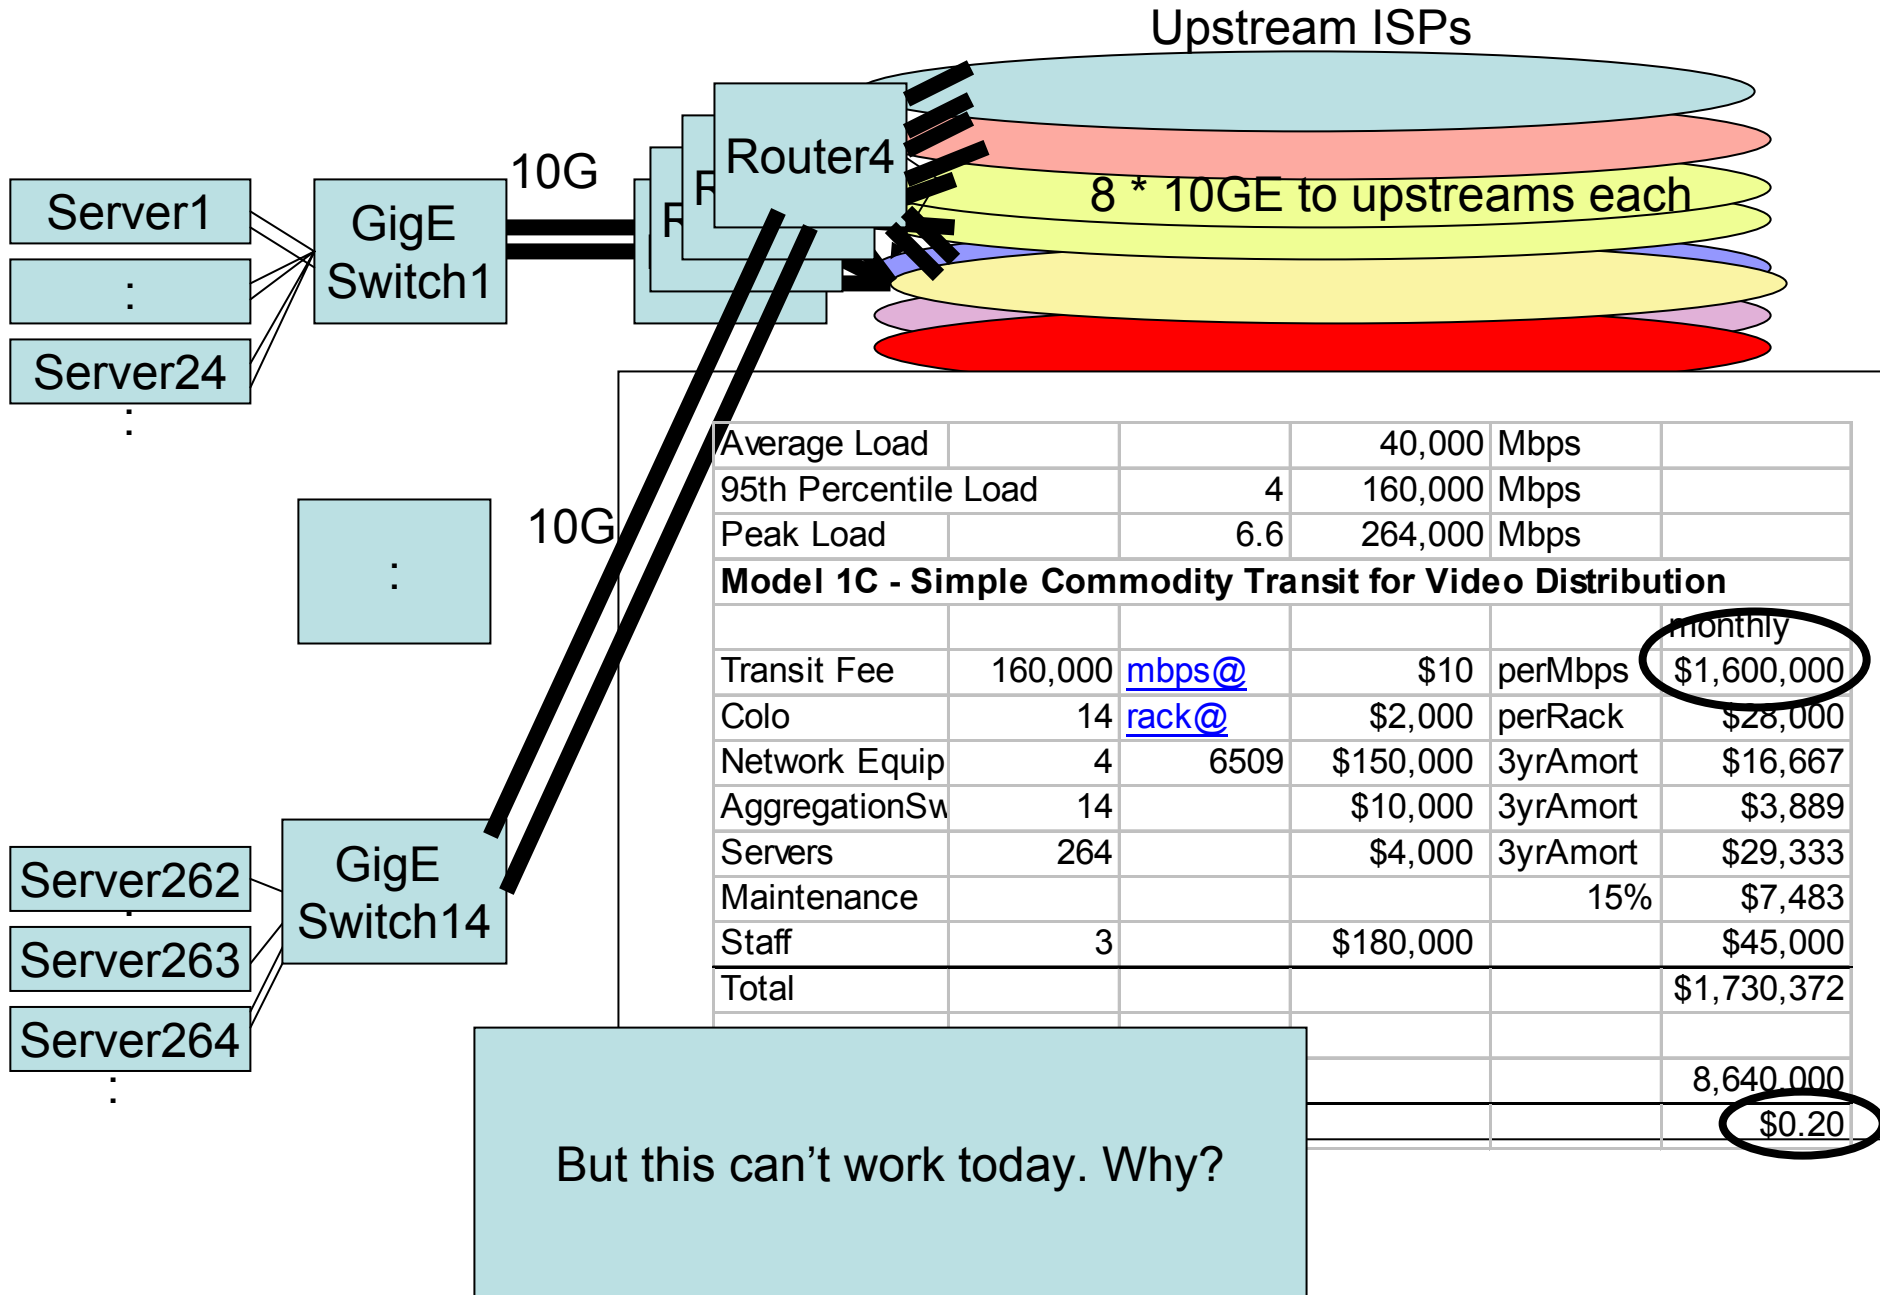 Upstream ISPs
Router4
R
R
10G
8 * 10GE to upstreams each
Server1
:
Server24
:
GigE
Switch1
:
10G
Average Load 40,000 Mbps
95th Percentile Load 4 160,000 Mbps
Peak Load 6.6 264,000 Mbps
Model 1C - Simple Commodity Transit for Video Distribution
monthly
Transit Fee 160,000 mbps@ $10 perMbps $1,600,000
Colo 14 rack@ $2,000 perRack $28,000
Network Equip 4 6509 $150,000 3yrAmort $16,667
AggregationSw 14 $10,000 3yrAmort $3,889
Servers 264 $4,000 3yrAmort $29,333
Maintenance 15% $7,483
Staff 3 $180,000 $45,000
Total $1,730,372
8,640,000
$0.20
Server262
:
Server263
Server264
:
GigE
Switch14
But this can't work today. Why?